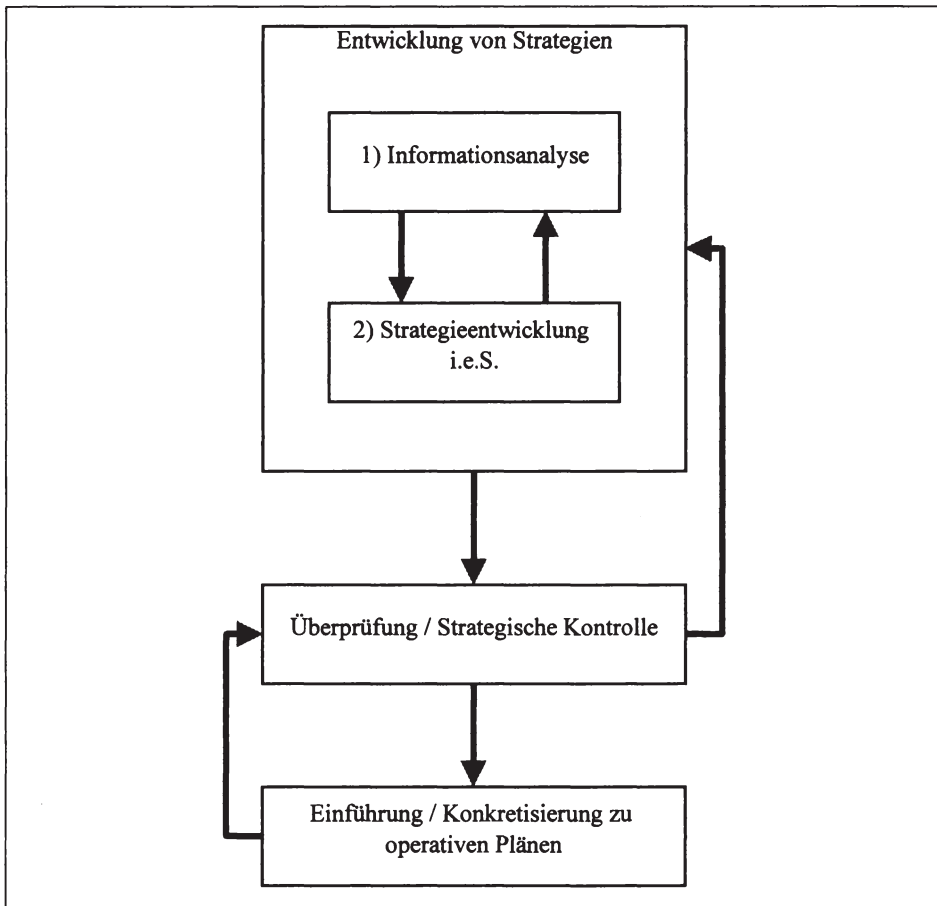 Entwicklung von Strategien
1) Informationsanalyse
2) Strategieentwicklung
i.e.S.
Überprüfung / Strategische Kontrolle
Einführung / Konkretisierung zu
operativen Plänen